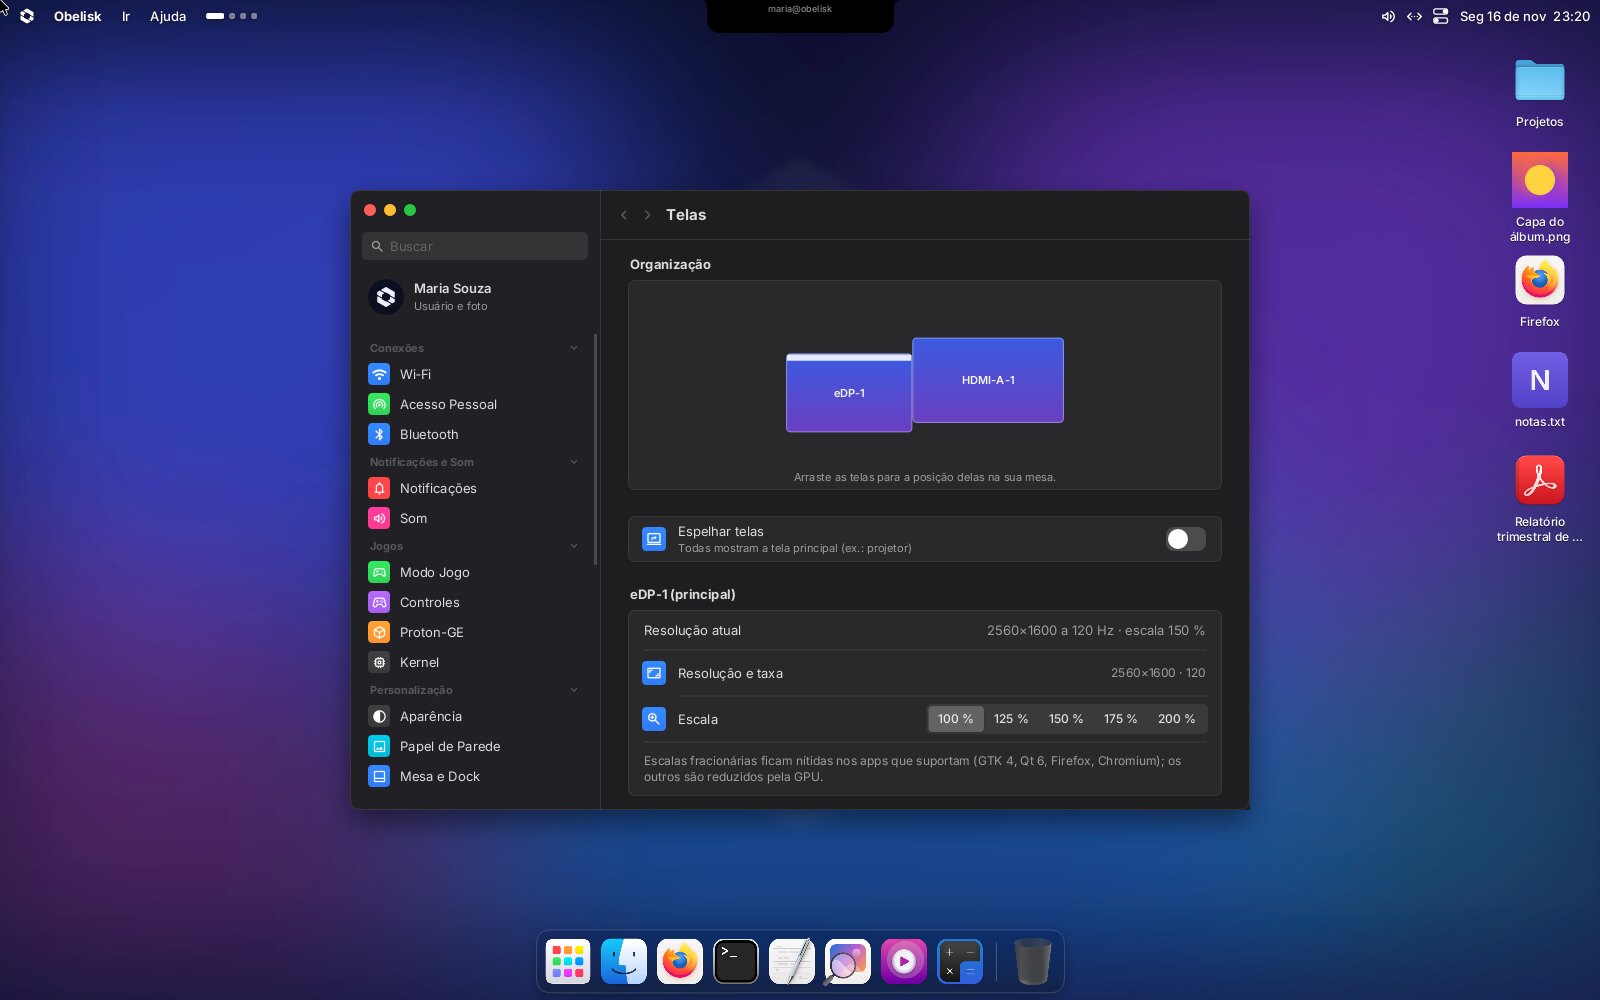 Obelisk Ir Ajuda
maria@obelisk
Seg 16 de nov 23:20
Projetos
Capa do
álbum.png
Firefox
N
notas.txt
Relatório
trimestral de ...
Buscar
Maria Souza
Usuário e foto
Conexões
Wi-Fi
Acesso Pessoal
Bluetooth
Notificações e Som
Notificações
Som
Jogos
Modo Jogo
Controles
Proton-GE
Kernel
Personalização
Aparência
Papel de Parede
Mesa e Dock
Telas
Organização
eDP-1
HDMI-A-1
Arraste as telas para a posição delas na sua mesa.
Espelhar telas
Todas mostram a tela principal (ex.: projetor)
eDP-1 (principal)
Resolução atual 2560×1600 a 120 Hz · escala 150 %
Resolução e taxa 2560×1600 · 120
Escala 100 % 125 % 150 % 175 % 200 %
Escalas fracionárias ficam nítidas nos apps que suportam (GTK 4, Qt 6, Firefox, Chromium); os
outros são reduzidos pela GPU.